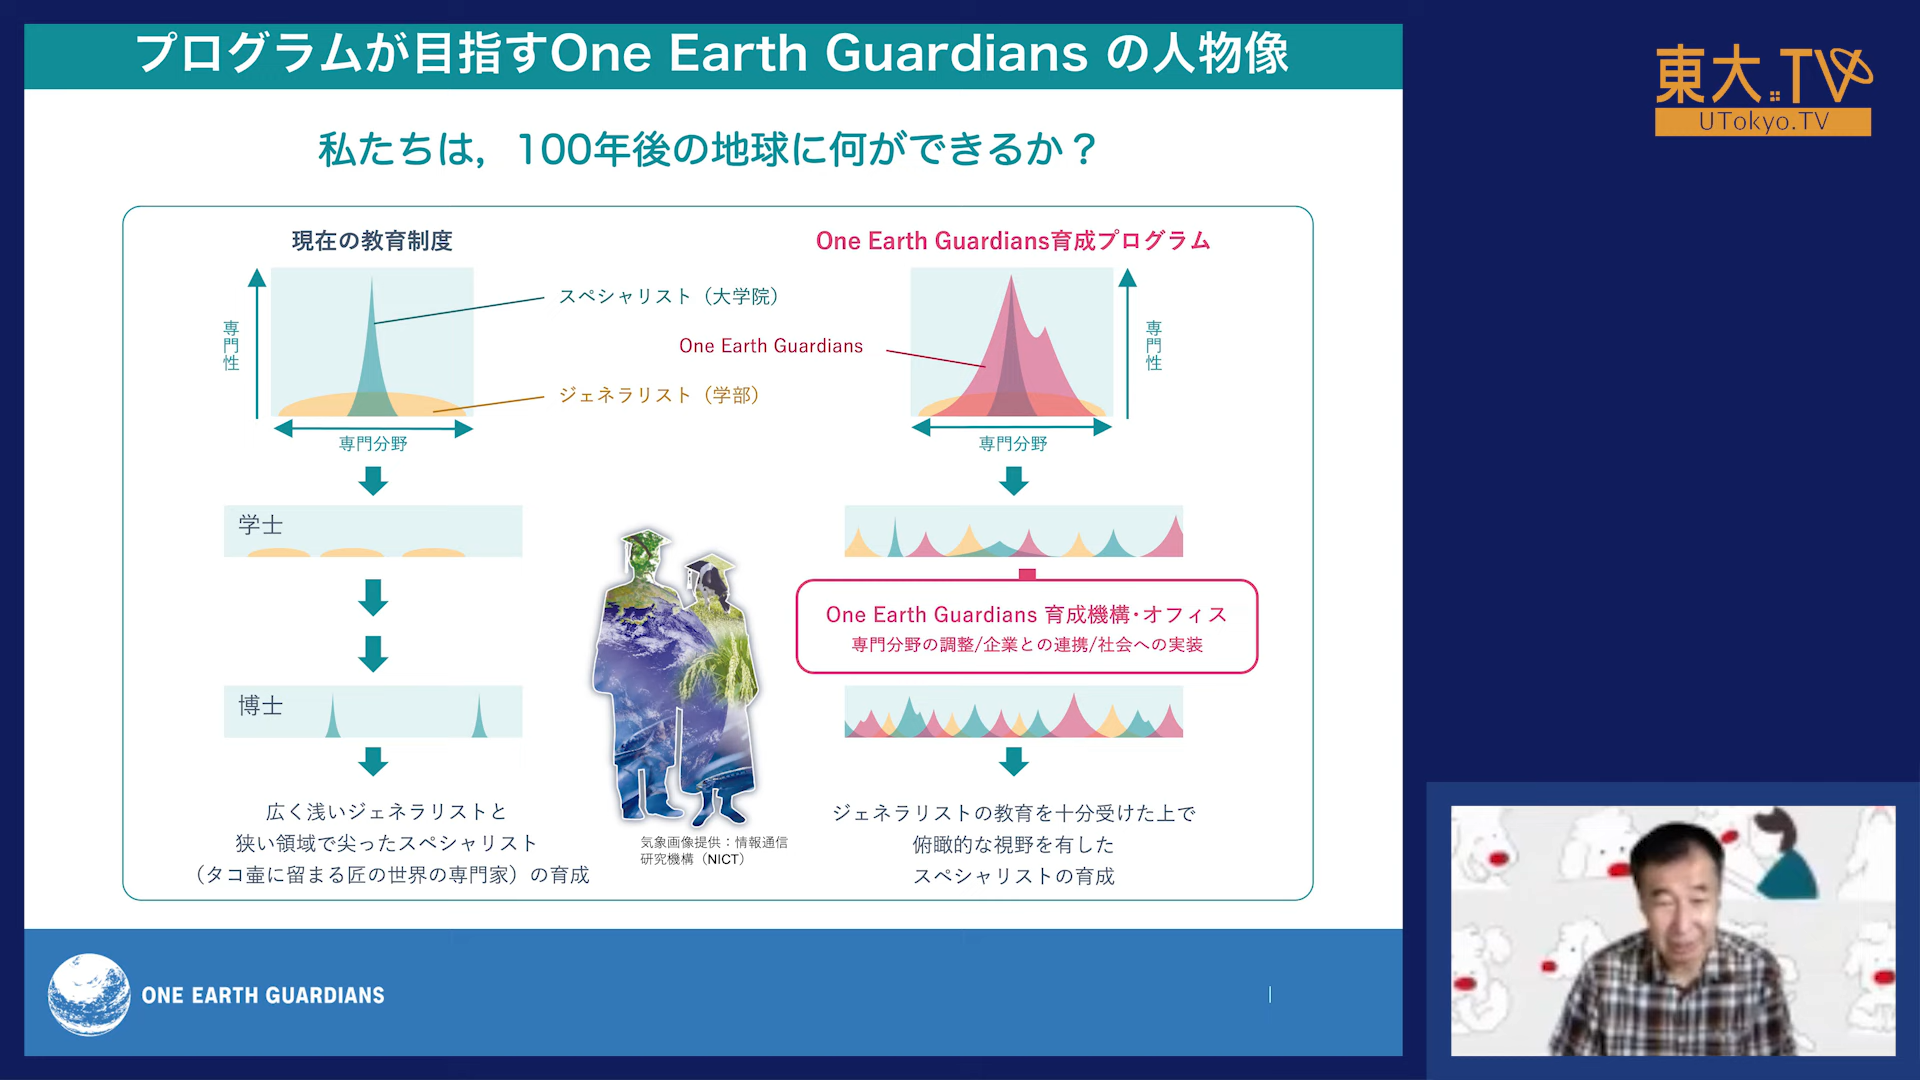 プログラムが目指すOne Earth Guardians の人物像
東大.TV
UTokyo.TV
私たちは，100年後の地球に何ができるか？
現在の教育制度
専門性
スペシャリスト（大学院）
One Earth Guardians
ジェネラリスト（学部）
専門分野
学士
博士
広く浅いジェネラリストと
狭い領域で尖ったスペシャリスト
（タコ壷に留まる匠の世界の専門家）の育成
気象画像提供：情報通信
研究機構（NICT）
One Earth Guardians育成プログラム
専門性
専門分野
One Earth Guardians 育成機構･オフィス
専門分野の調整/企業との連携/社会への実装
ジェネラリストの教育を十分受けた上で
俯瞰的な視野を有した
スペシャリストの育成
ONE EARTH GUARDIANS